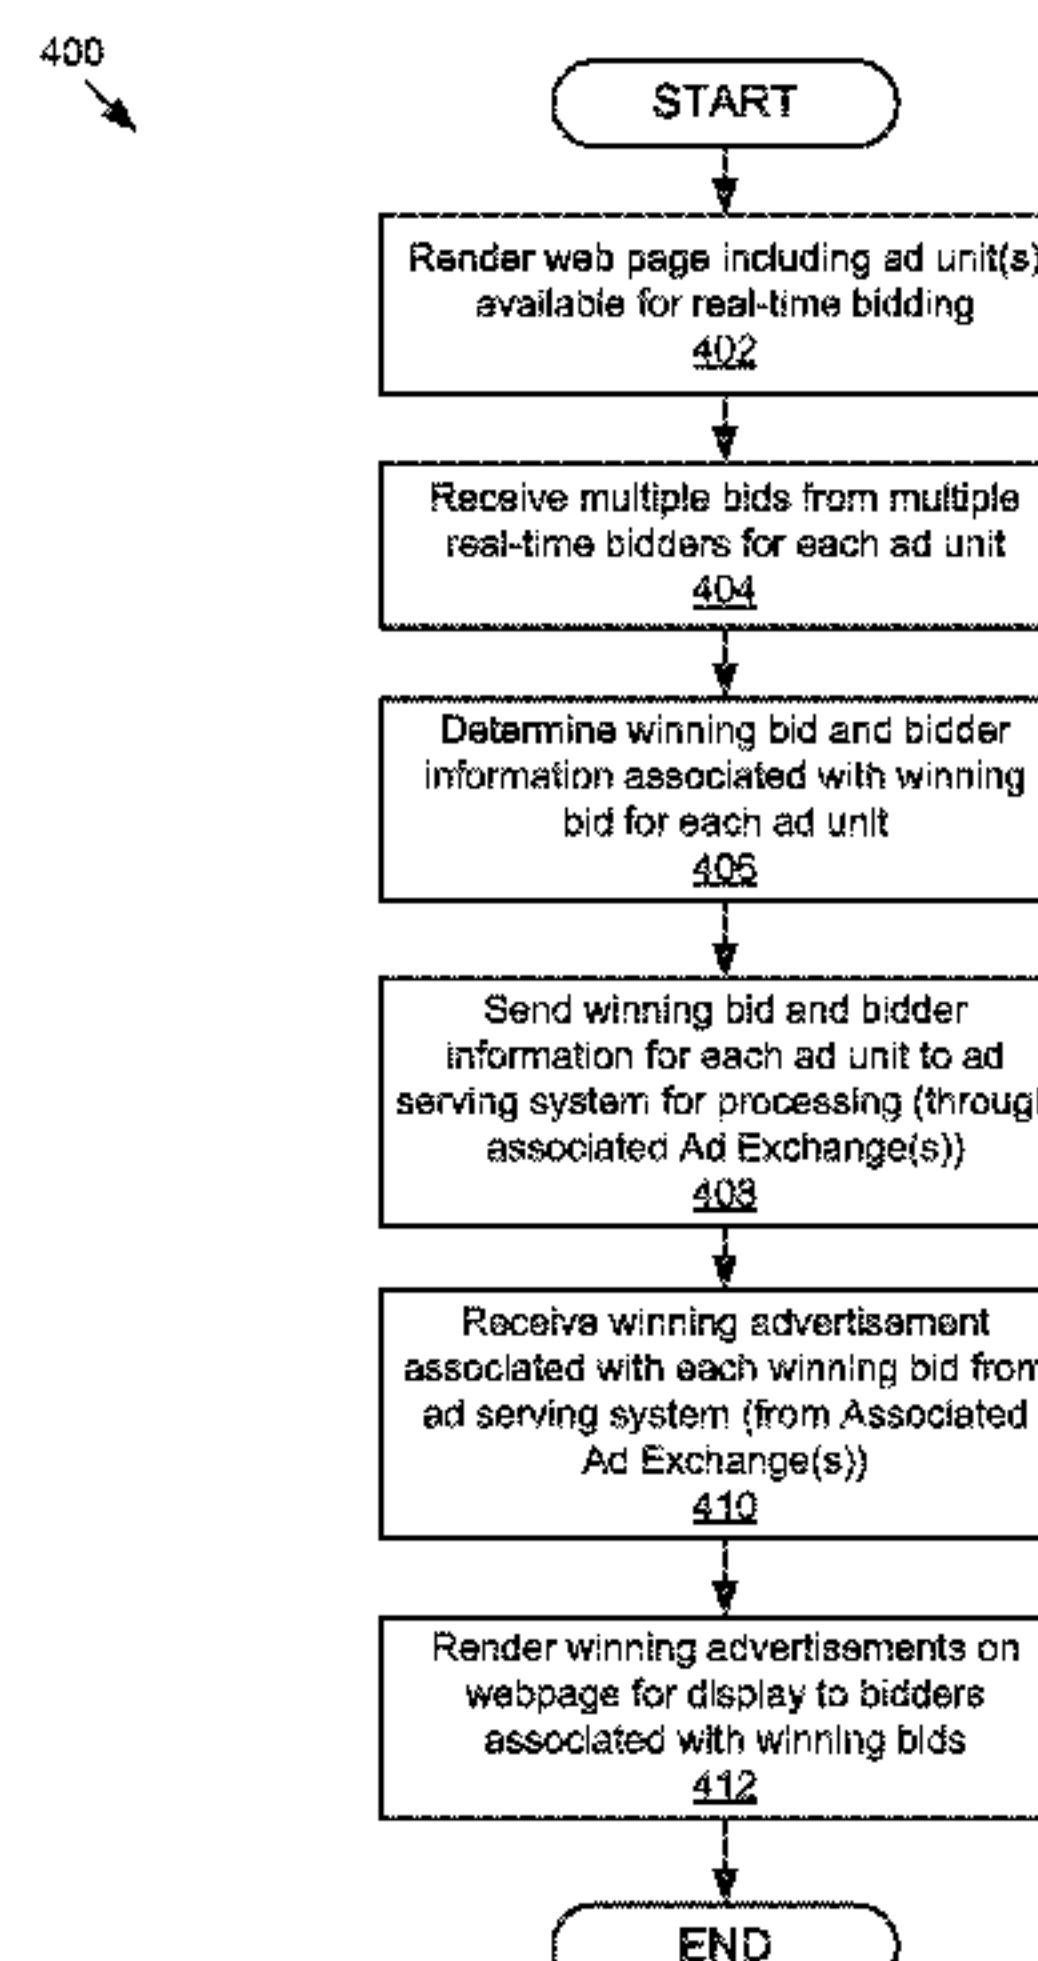 400
START
Render web page including ad unit(s)
available for real-time bidding
402
Receive multiple bids from multiple
real-time bidders for each ad unit
404
Determine winning bid and bidder
information associated with winning
bid for each ad unit
406
Send winning bid and bidder
information for each ad unit to ad
serving system for processing (through
associated Ad Exchange(s))
408
Receive winning advertisement
associated with each winning bid from
ad serving system (from Associated
Ad Exchange(s))
410
Render winning advertisements on
webpage for display to bidders
associated with winning bids
412
END